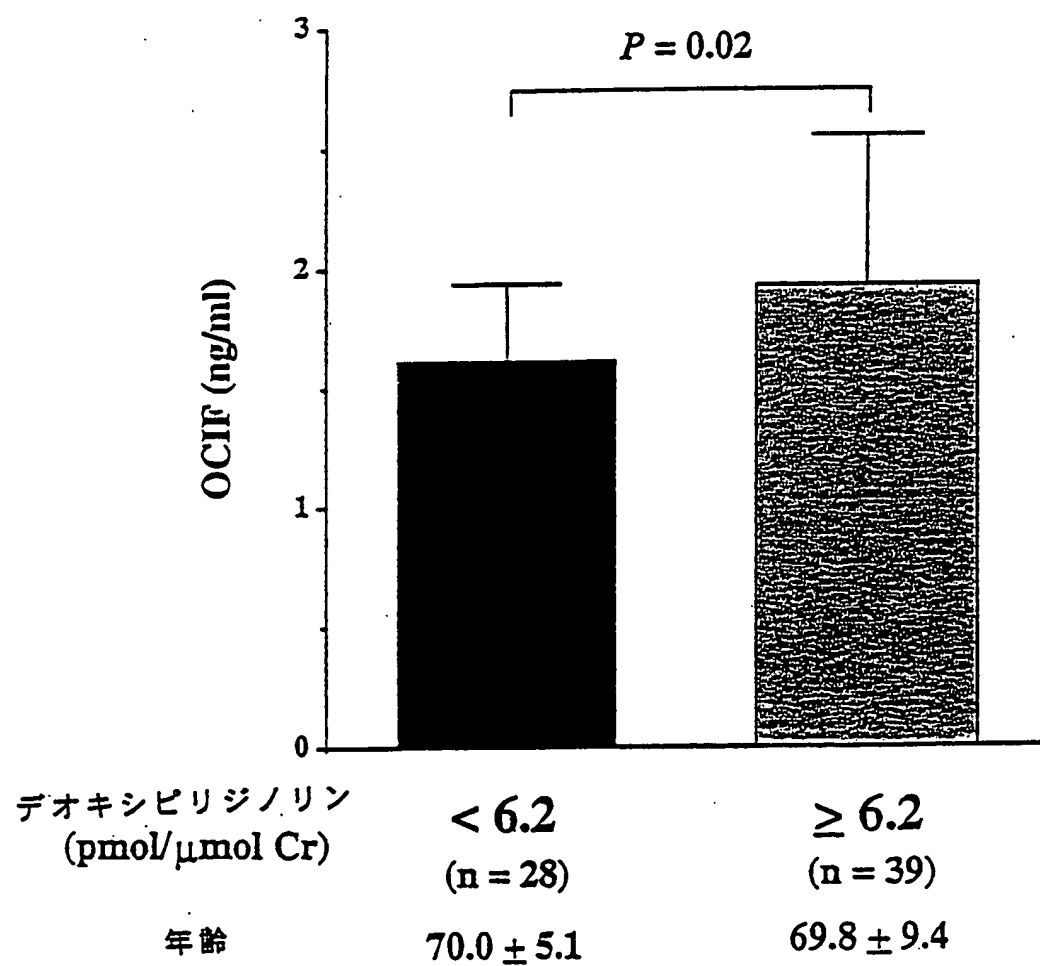 3
P = 0.02
2
OCIF (ng/ml)
1
0
デオキシピリジノリン < 6.2 ≥ 6.2
(pmol/μmol Cr) (n = 28) (n = 39)
年齢 70.0 ± 5.1 69.8 ± 9.4